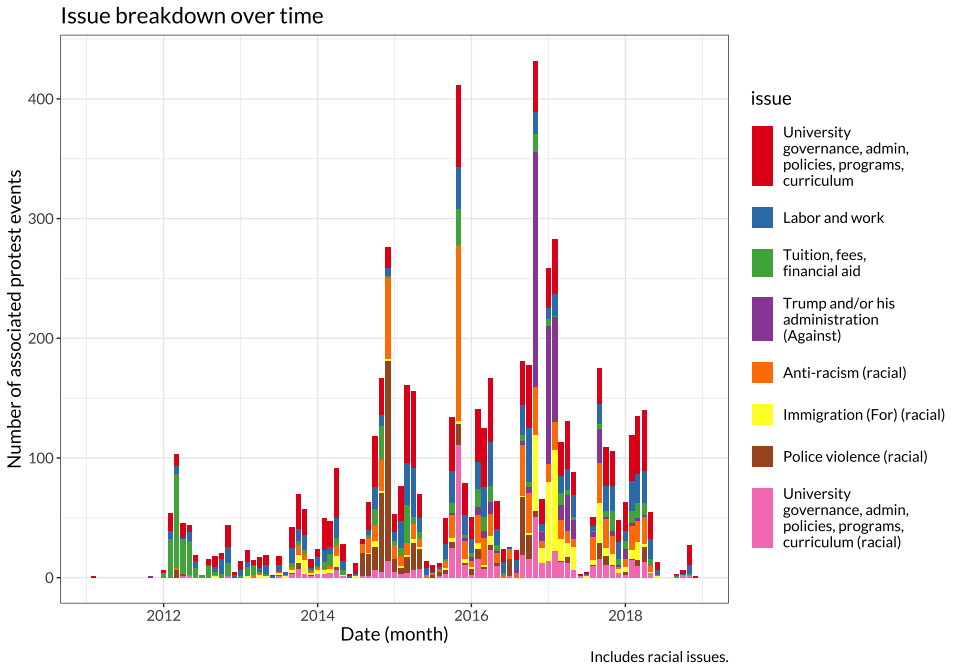 Issue breakdown over time
Number of associated protest events
400
300
200
100
0
2012
2014
2016
2018
Date (month)
Includes racial issues.
issue
University
governance, admin,
policies, programs,
curriculum
Labor and work
Tuition, fees,
financial aid
Trump and/or his
administration
(Against)
Anti-racism (racial)
Immigration (For) (racial)
Police violence (racial)
University
governance, admin,
policies, programs,
curriculum (racial)